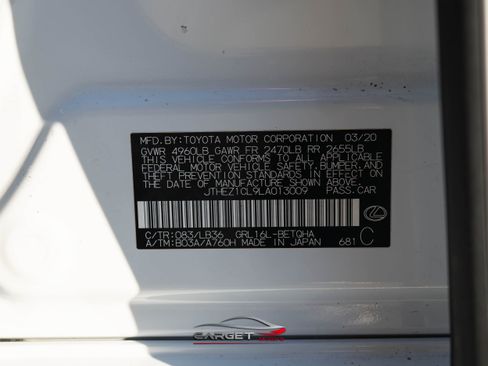 MFD. BY: TOYOTA MOTOR CORPORATION 03/20
GVWR 4960LB GAWR FR 2470LB RR 2655LB
THIS VEHICLE CONFORMS TO ALL APPLICABLE
FEDERAL MOTOR VEHICLE SAFETY, BUMPER, AND
THEFT PREVENTION STANDARDS IN EFFECT ON
THE DATE OF MANUFACTURE SHOWN ABOVE.
JTHEZ1CL9LA013009 PASS. CAR
C/TR: 083/LB36 GRL16L-BETQHA
A/TM: B03A/A760H MADE IN JAPAN 681 C
CARGET